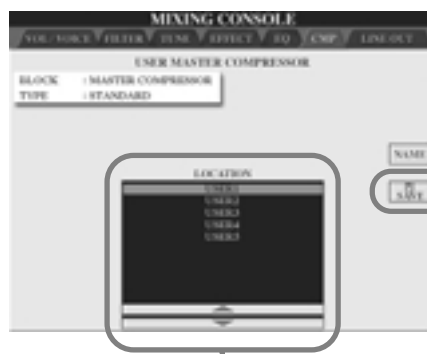 MIXING CONSOLE
VOL/VOICE FILTER TUNE EFFECT EQ CMP LINE OUT
USER MASTER COMPRESSOR
BLOCK : MASTER COMPRESSOR
TYPE : STANDARD
NAME
LOCATION
SAVE
USER1
USER2
USER3
USER4
USER5